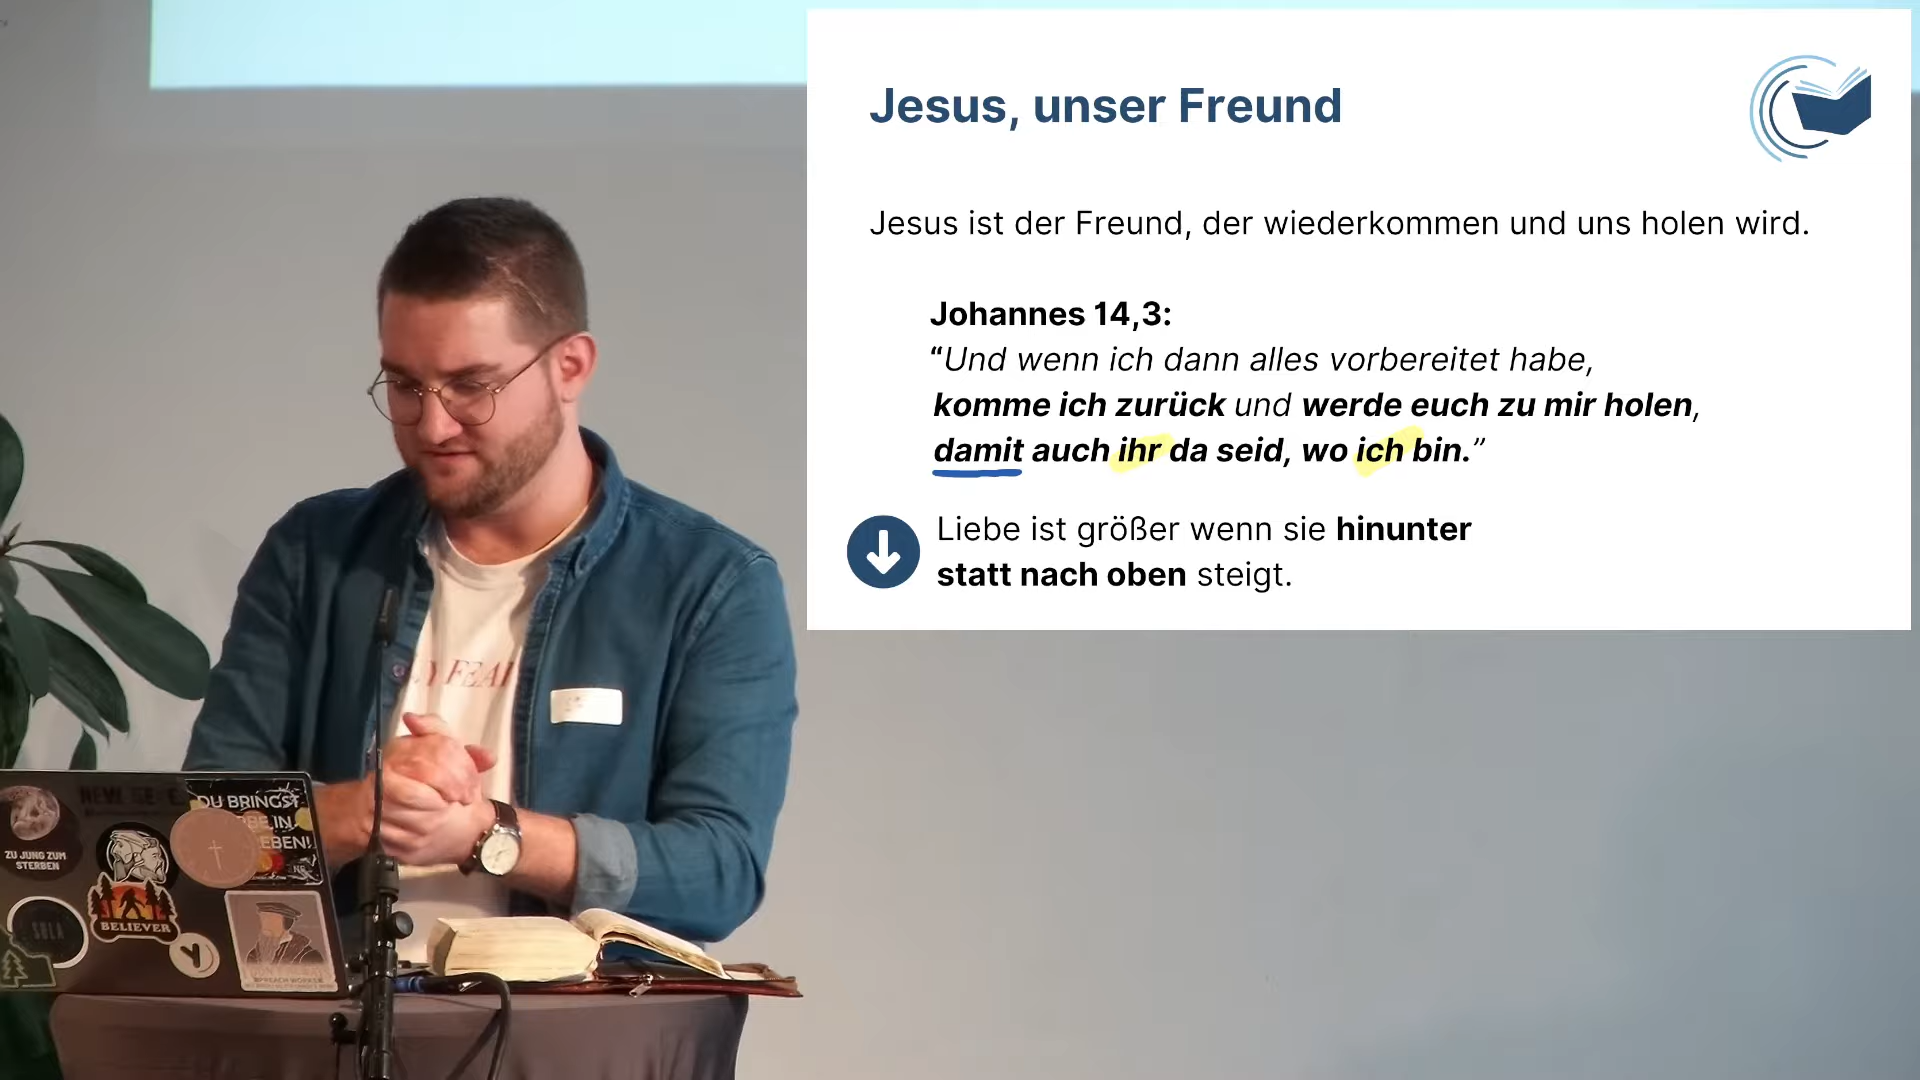 Jesus, unser Freund
Jesus ist der Freund, der wiederkommen und uns holen wird.
Johannes 14,3:
“Und wenn ich dann alles vorbereitet habe,
komme ich zurück und werde euch zu mir holen,
damit auch ihr da seid, wo ich bin.”
Liebe ist größer wenn sie hinunter
statt nach oben steigt.
DU BRINGST
IN
EBEN!
ZU JUNG ZUM
STERBEN
BELIEVER